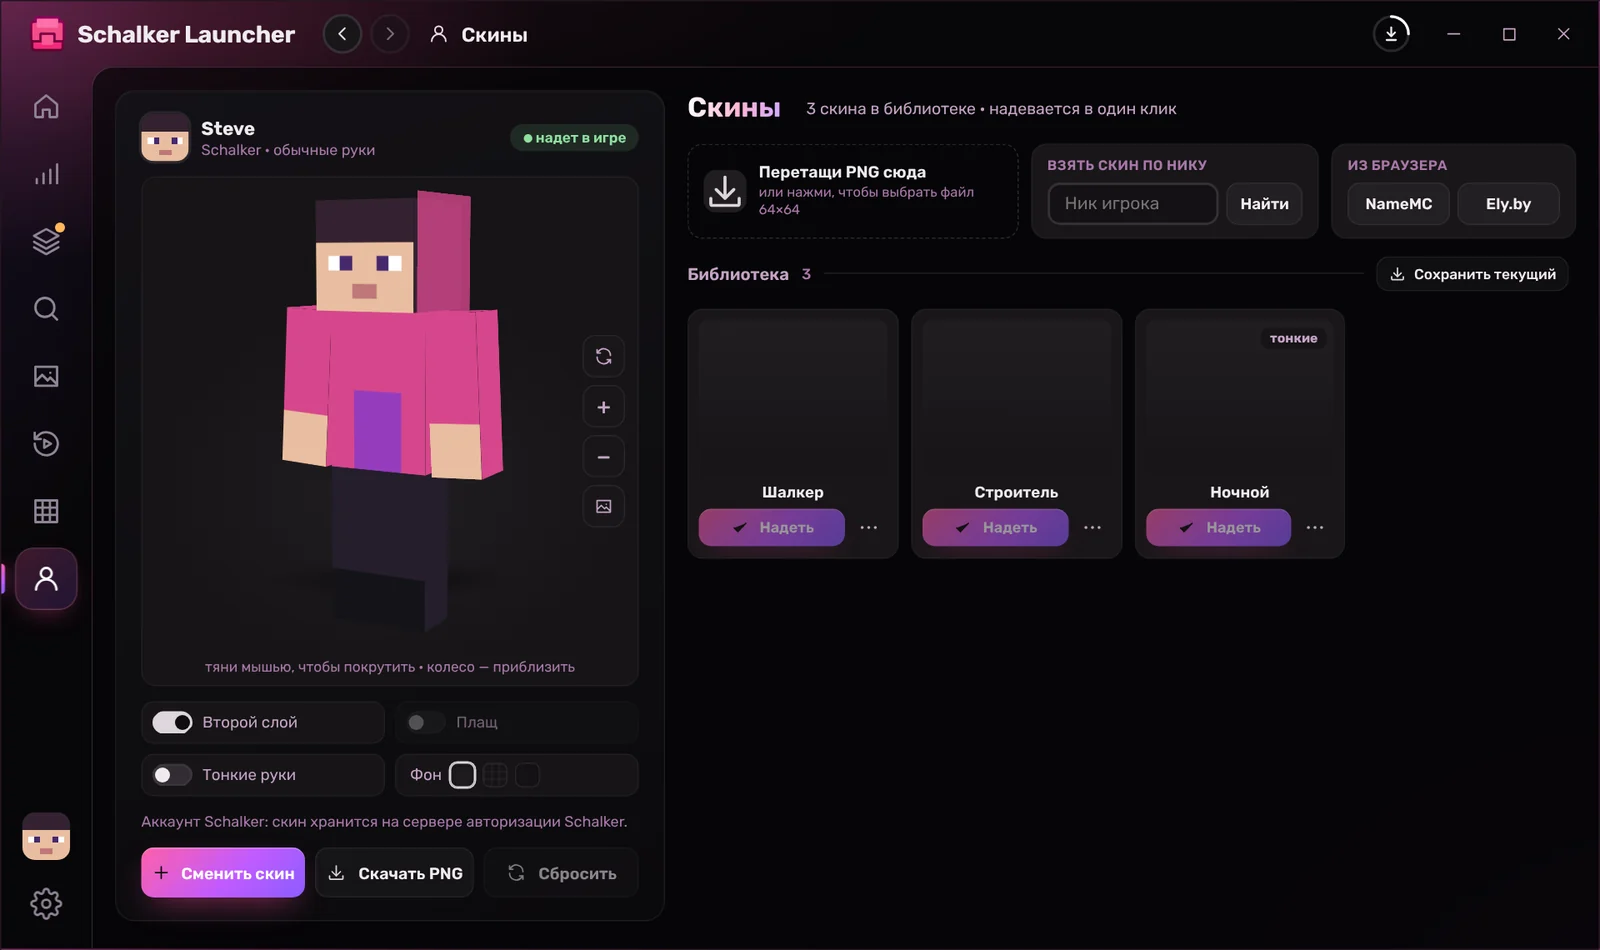 Schalker Launcher
Скины
Steve
Schalker • обычные руки
надет в игре
тяни мышью, чтобы покрутить • колесо — приблизить
Второй слой
Плащ
Тонкие руки
Фон
Аккаунт Schalker: скин хранится на сервере авторизации Schalker.
Сменить скин
Скачать PNG
Сбросить
Скины
3 скина в библиотеке • надевается в один клик
Перетащи PNG сюда
или нажми, чтобы выбрать файл
64×64
ВЗЯТЬ СКИН ПО НИКУ
Ник игрока
Найти
ИЗ БРАУЗЕРА
NameMC
Ely.by
Библиотека 3
Сохранить текущий
Шалкер
Надеть
Строитель
Надеть
тонкие
Ночной
Надеть